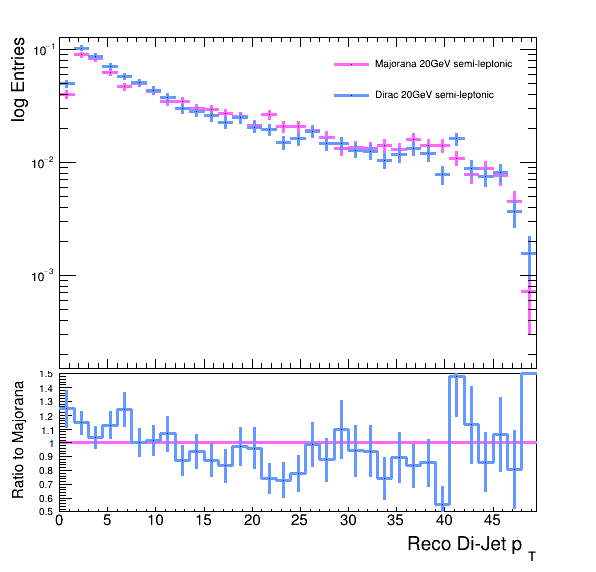 log Entries
10⁻¹
10⁻²
10⁻³
Majorana 20GeV semi-leptonic
Dirac 20GeV semi-leptonic
Ratio to Majorana
1.5
1.4
1.3
1.2
1.1
1
0.9
0.8
0.7
0.6
0.5
0 5 10 15 20 25 30 35 40 45
Reco Di-Jet p_T